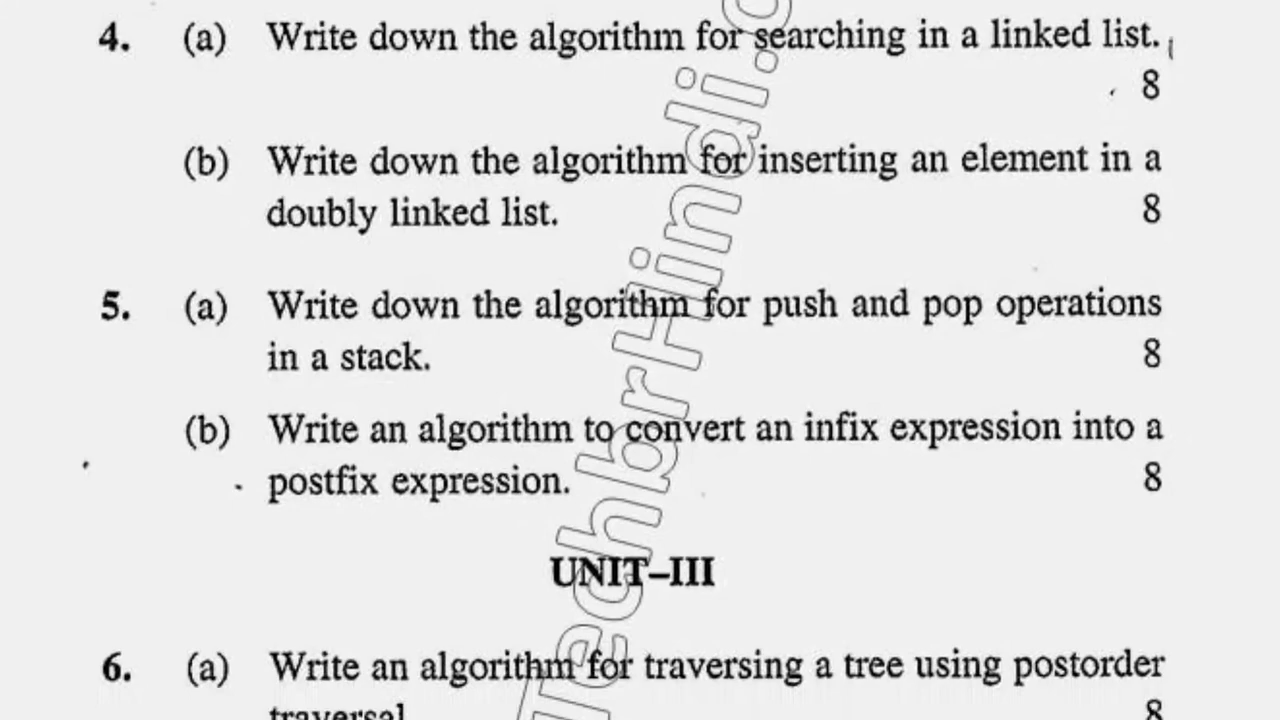 4. (a) Write down the algorithm for searching in a linked list.
8
(b) Write down the algorithm for inserting an element in a
doubly linked list. 8
5. (a) Write down the algorithm for push and pop operations
in a stack. 8
(b) Write an algorithm to convert an infix expression into a
postfix expression. 8
UNIT–III
6. (a) Write an algorithm for traversing a tree using postorder
traversal 8
TechbrHindi.c